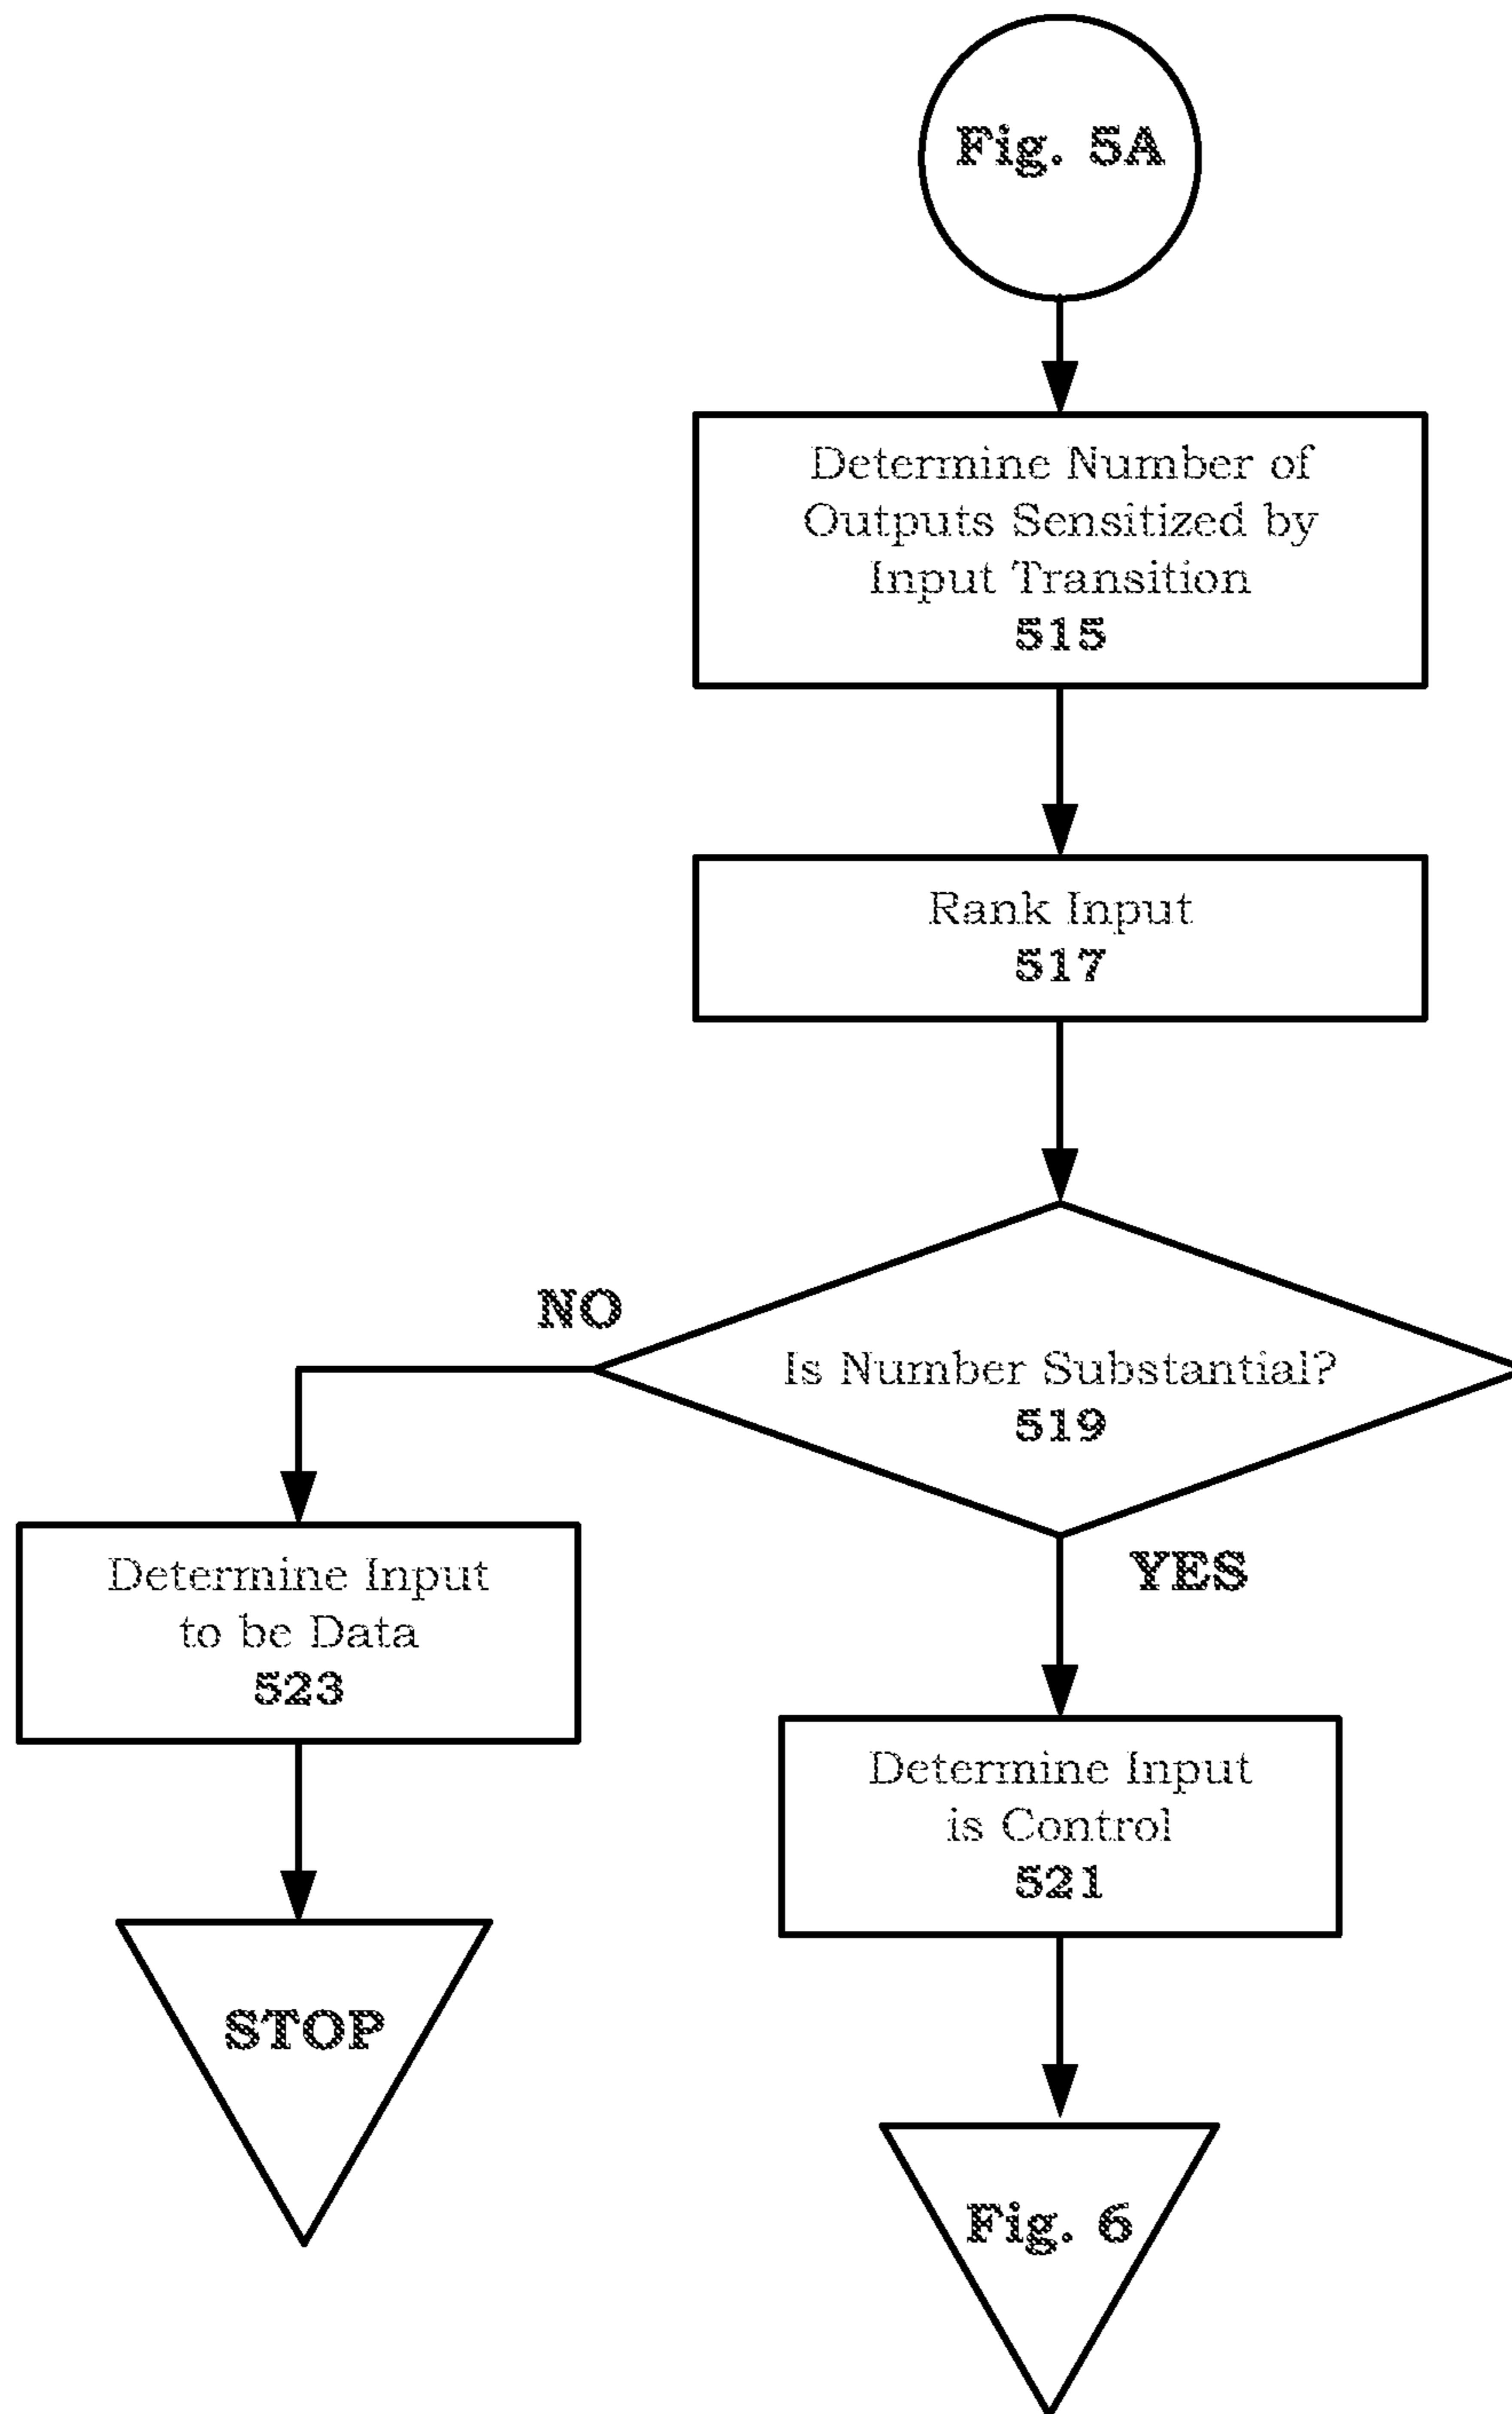 Fig. 5A
Determine Number of
Outputs Sensitized by
Input Transition
515
Rank Input
517
NO
Is Number Substantial?
519
YES
Determine Input
to be Data
523
Determine Input
is Control
521
STOP
Fig. 6